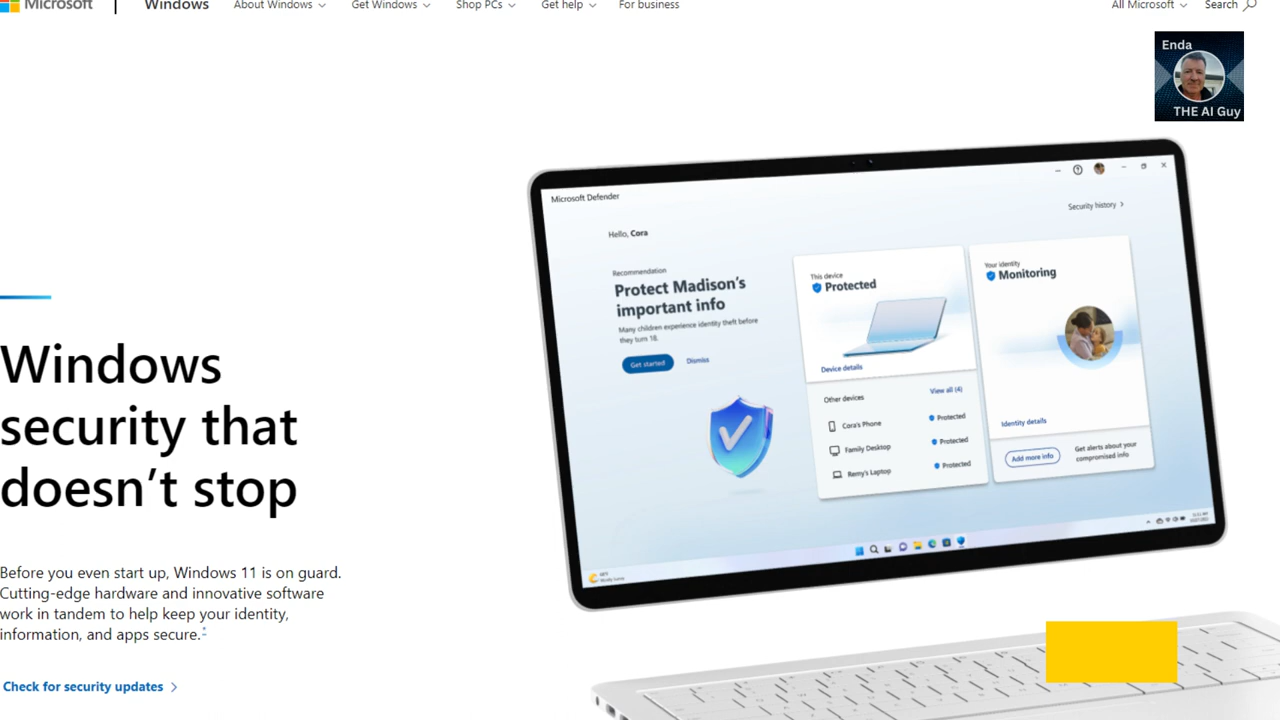 Microsoft
Windows
About Windows
Get Windows
Shop PCs
Get help
For business
All Microsoft
Search
Enda
THE AI Guy
Windows
security that
doesn't stop
Before you even start up, Windows 11 is on guard.
Cutting-edge hardware and innovative software
work in tandem to help keep your identity,
information, and apps secure.*
Check for security updates
Microsoft Defender
Security history
Hello, Cora
Recommendation
Protect Madison's
important info
Many children experience identity theft before
they turn 18.
Get started
Dismiss
This device
Protected
Device details
Other devices
View all (4)
Cora's Phone
Protected
Family Desktop
Protected
Remy's Laptop
Protected
Your identity
Monitoring
Identity details
Add more info
Get alerts about your
compromised info